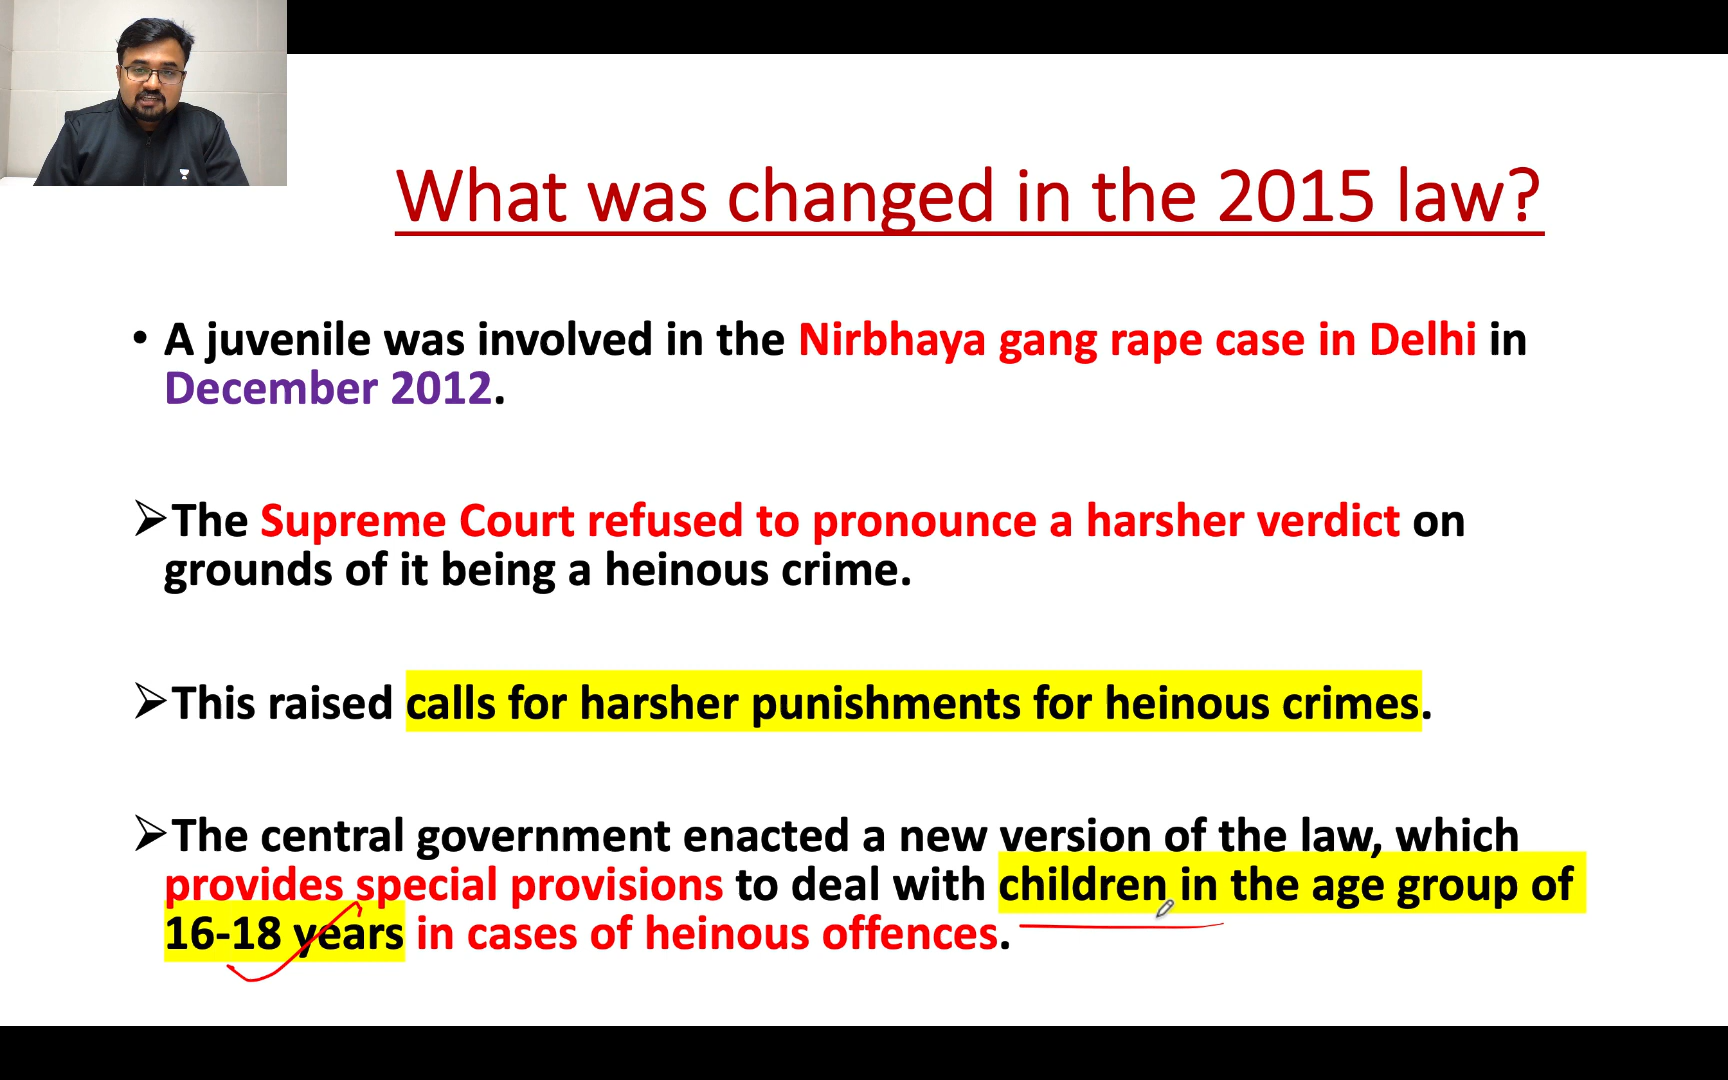 What was changed in the 2015 law?
• A juvenile was involved in the Nirbhaya gang rape case in Delhi in
December 2012.
➢The Supreme Court refused to pronounce a harsher verdict on
grounds of it being a heinous crime.
➢This raised calls for harsher punishments for heinous crimes.
➢The central government enacted a new version of the law, which
provides special provisions to deal with children in the age group of
16-18 years in cases of heinous offences.